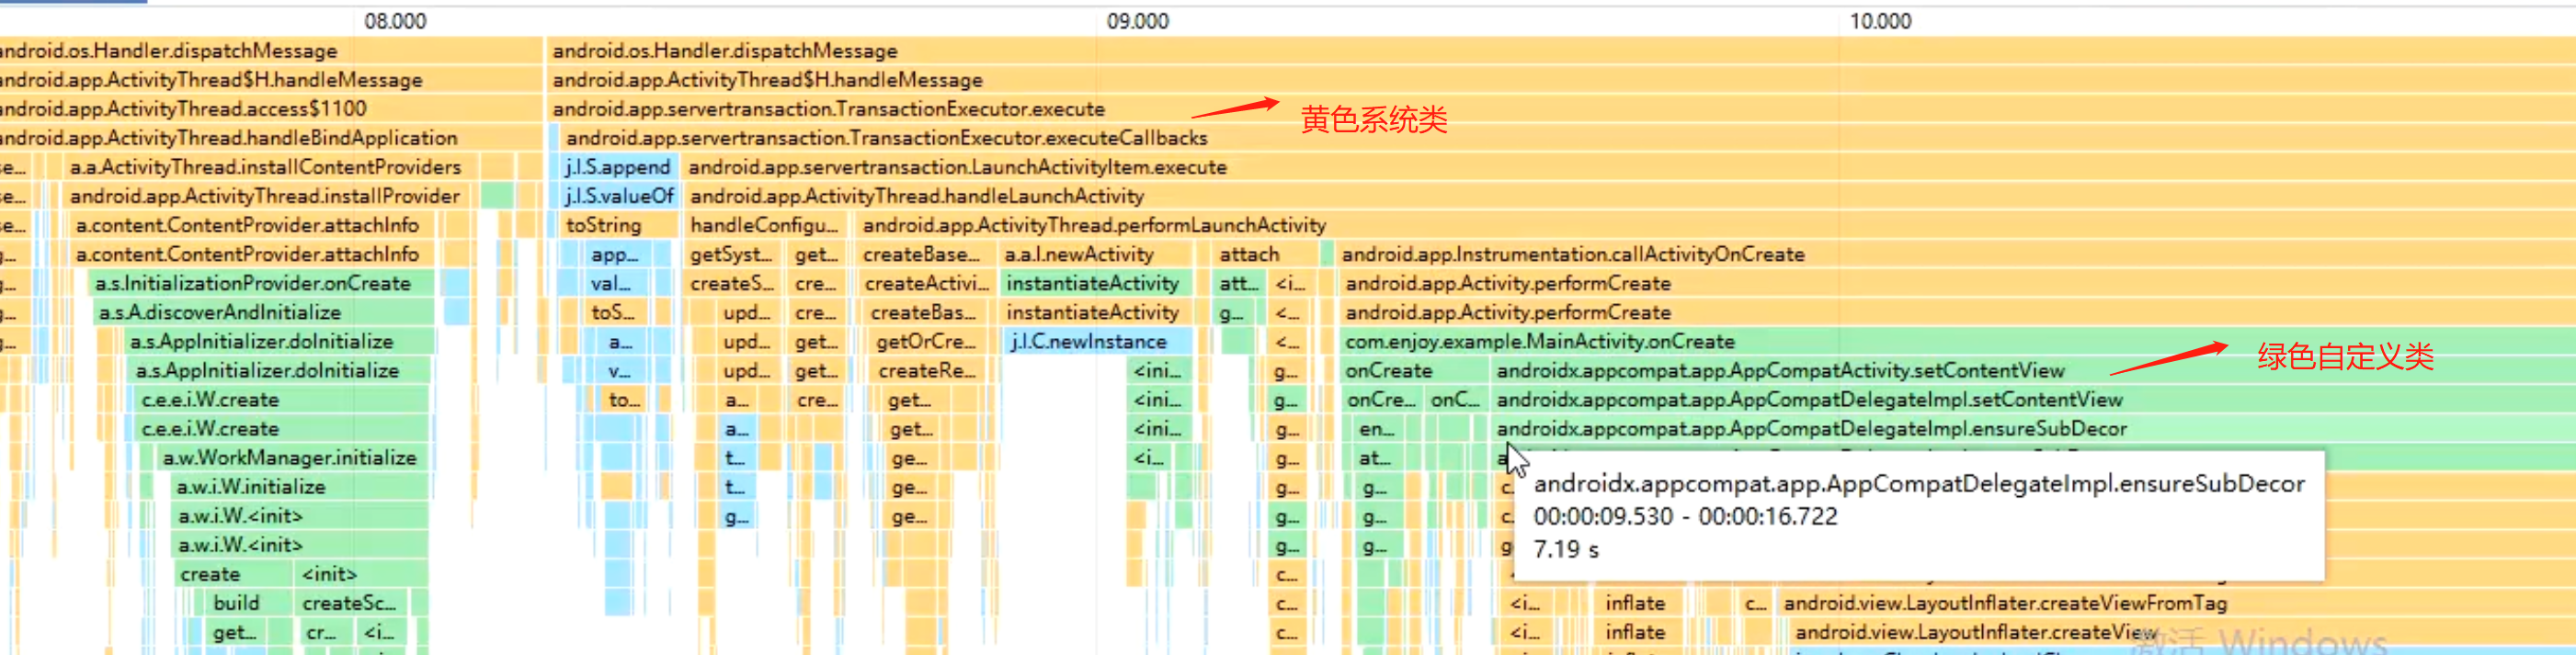 08.000 09.000 10.000
android.os.Handler.dispatchMessage android.os.Handler.dispatchMessage
android.app.ActivityThread$H.handleMessage android.app.ActivityThread$H.handleMessage
android.app.ActivityThread.access$1100 android.app.servertransaction.TransactionExecutor.execute 黄色系统类
android.app.ActivityThread.handleBindApplication android.app.servertransaction.TransactionExecutor.executeCallbacks
se... a.a.ActivityThread.installContentProviders j.l.S.append android.app.servertransaction.LaunchActivityItem.execute
se... android.app.ActivityThread.installProvider j.l.S.valueOf android.app.ActivityThread.handleLaunchActivity
se... a.content.ContentProvider.attachInfo toString handleConfigu... android.app.ActivityThread.performLaunchActivity
g... a.content.ContentProvider.attachInfo app... getSyst... get... createBase... a.a.I.newActivity attach android.app.Instrumentation.callActivityOnCreate
g... a.s.InitializationProvider.onCreate val... createS... cre... createActivi... instantiateActivity att... <i... android.app.Activity.performCreate
g... a.s.A.discoverAndInitialize toS... upd... cre... createBas... instantiateActivity g... <... android.app.Activity.performCreate
g... a.s.AppInitializer.doInitialize a... upd... get... getOrCre... j.l.C.newInstance <... com.enjoy.example.MainActivity.onCreate
a.s.AppInitializer.doInitialize v... upd... get... createRe... <ini... g... onCreate androidx.appcompat.app.AppCompatActivity.setContentView 绿色自定义类
c.e.e.i.W.create to... a... cre... get... <ini... g... onCre... onC... androidx.appcompat.app.AppCompatDelegateImpl.setContentView
c.e.e.i.W.create a... get... <ini... g... en... androidx.appcompat.app.AppCompatDelegateImpl.ensureSubDecor
a.w.WorkManager.initialize t... ge... <i... g... at...
a.w.i.W.initialize t... ge... g... g... c. androidx.appcompat.app.AppCompatDelegateImpl.ensureSubDecor
a.w.i.W.<init> g... ge... g... g... c. 00:00:09.530 - 00:00:16.722
a.w.i.W.<init> g... g... g 7.19 s
create <init> c...
build createSc... c... <i... inflate c... android.view.LayoutInflater.createViewFromTag
get... cr... <i... c... <i... inflate android.view.LayoutInflater.createView
激活 Windows